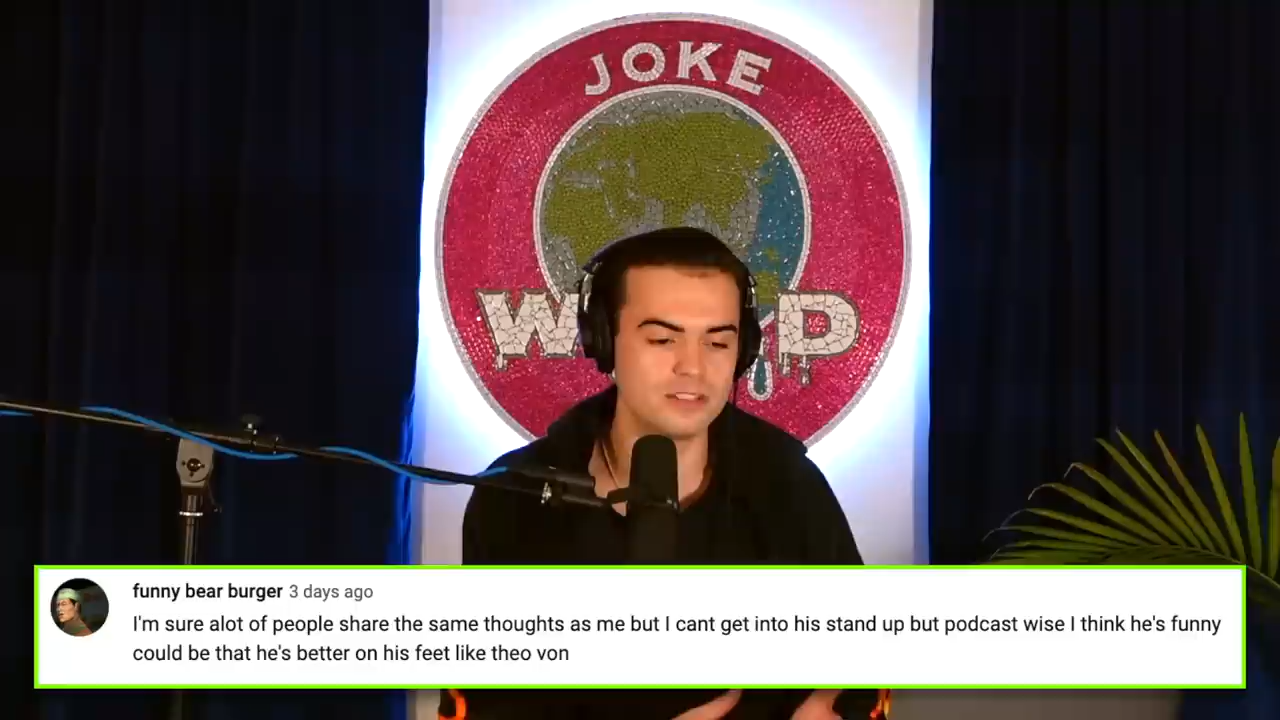 JOKE
W D
funny bear burger 3 days ago
I'm sure alot of people share the same thoughts as me but I cant get into his stand up but podcast wise I think he's funny
could be that he's better on his feet like theo von